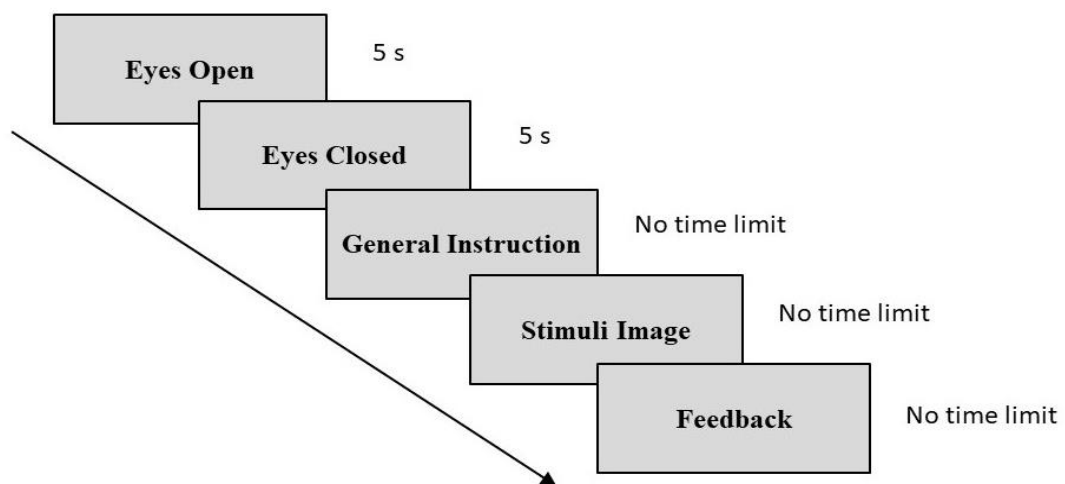 Eyes Open
5 s
Eyes Closed
5 s
General Instruction
No time limit
Stimuli Image
No time limit
Feedback
No time limit